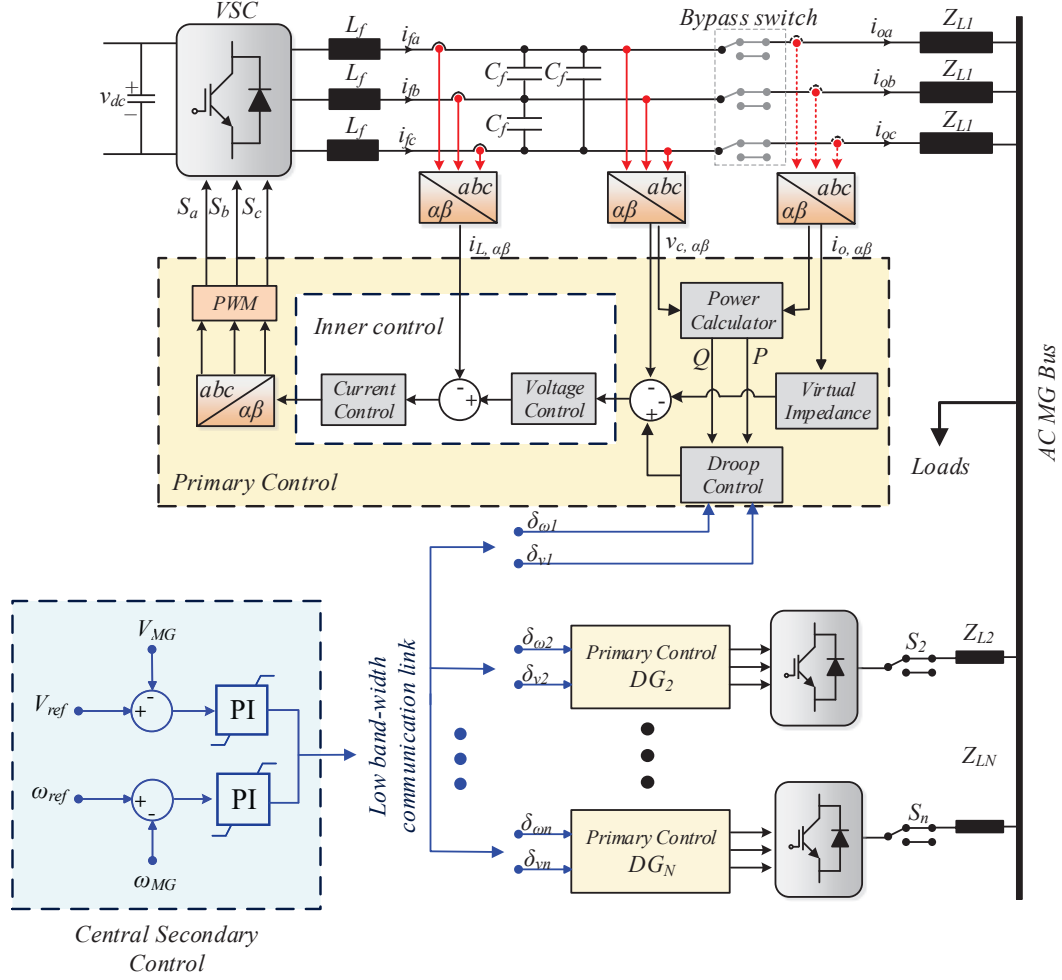 VSC
v_dc
+
−
L_f
L_f
L_f
i_fa
i_fb
i_fc
C_f
C_f
C_f
Bypass switch
i_oa
i_ob
i_oc
Z_L1
Z_L1
Z_L1
S_a
S_b
S_c
abc
αβ
abc
αβ
abc
αβ
i_L, αβ
v_c, αβ
i_o, αβ
PWM
Inner control
Power
Calculator
Q
P
abc
αβ
Current
Control
-
+
Voltage
Control
-
-
+
Virtual
Impedance
Droop
Control
Primary Control
Loads
AC MG Bus
δ_ω1
δ_v1
V_MG
V_ref
-
+
PI
ω_ref
+
-
PI
ω_MG
Central Secondary
Control
Low band-width
communication link
δ_ω2
δ_v2
Primary Control
DG_2
S_2
Z_L2
Z_LN
δ_ωn
δ_vn
Primary Control
DG_N
S_n